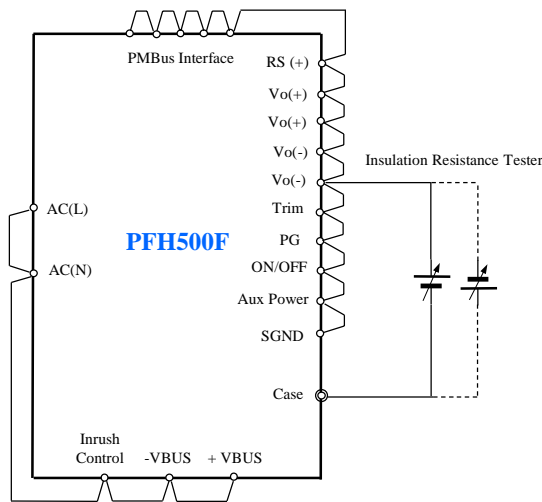 PMBus Interface
RS (+)
Vo(+)
Vo(+)
Vo(-)
Insulation Resistance Tester
Vo(-)
AC(L)
Trim
PFH500F
PG
ON/OFF
AC(N)
Aux Power
SGND
Case
Inrush
Control
-VBUS
+ VBUS